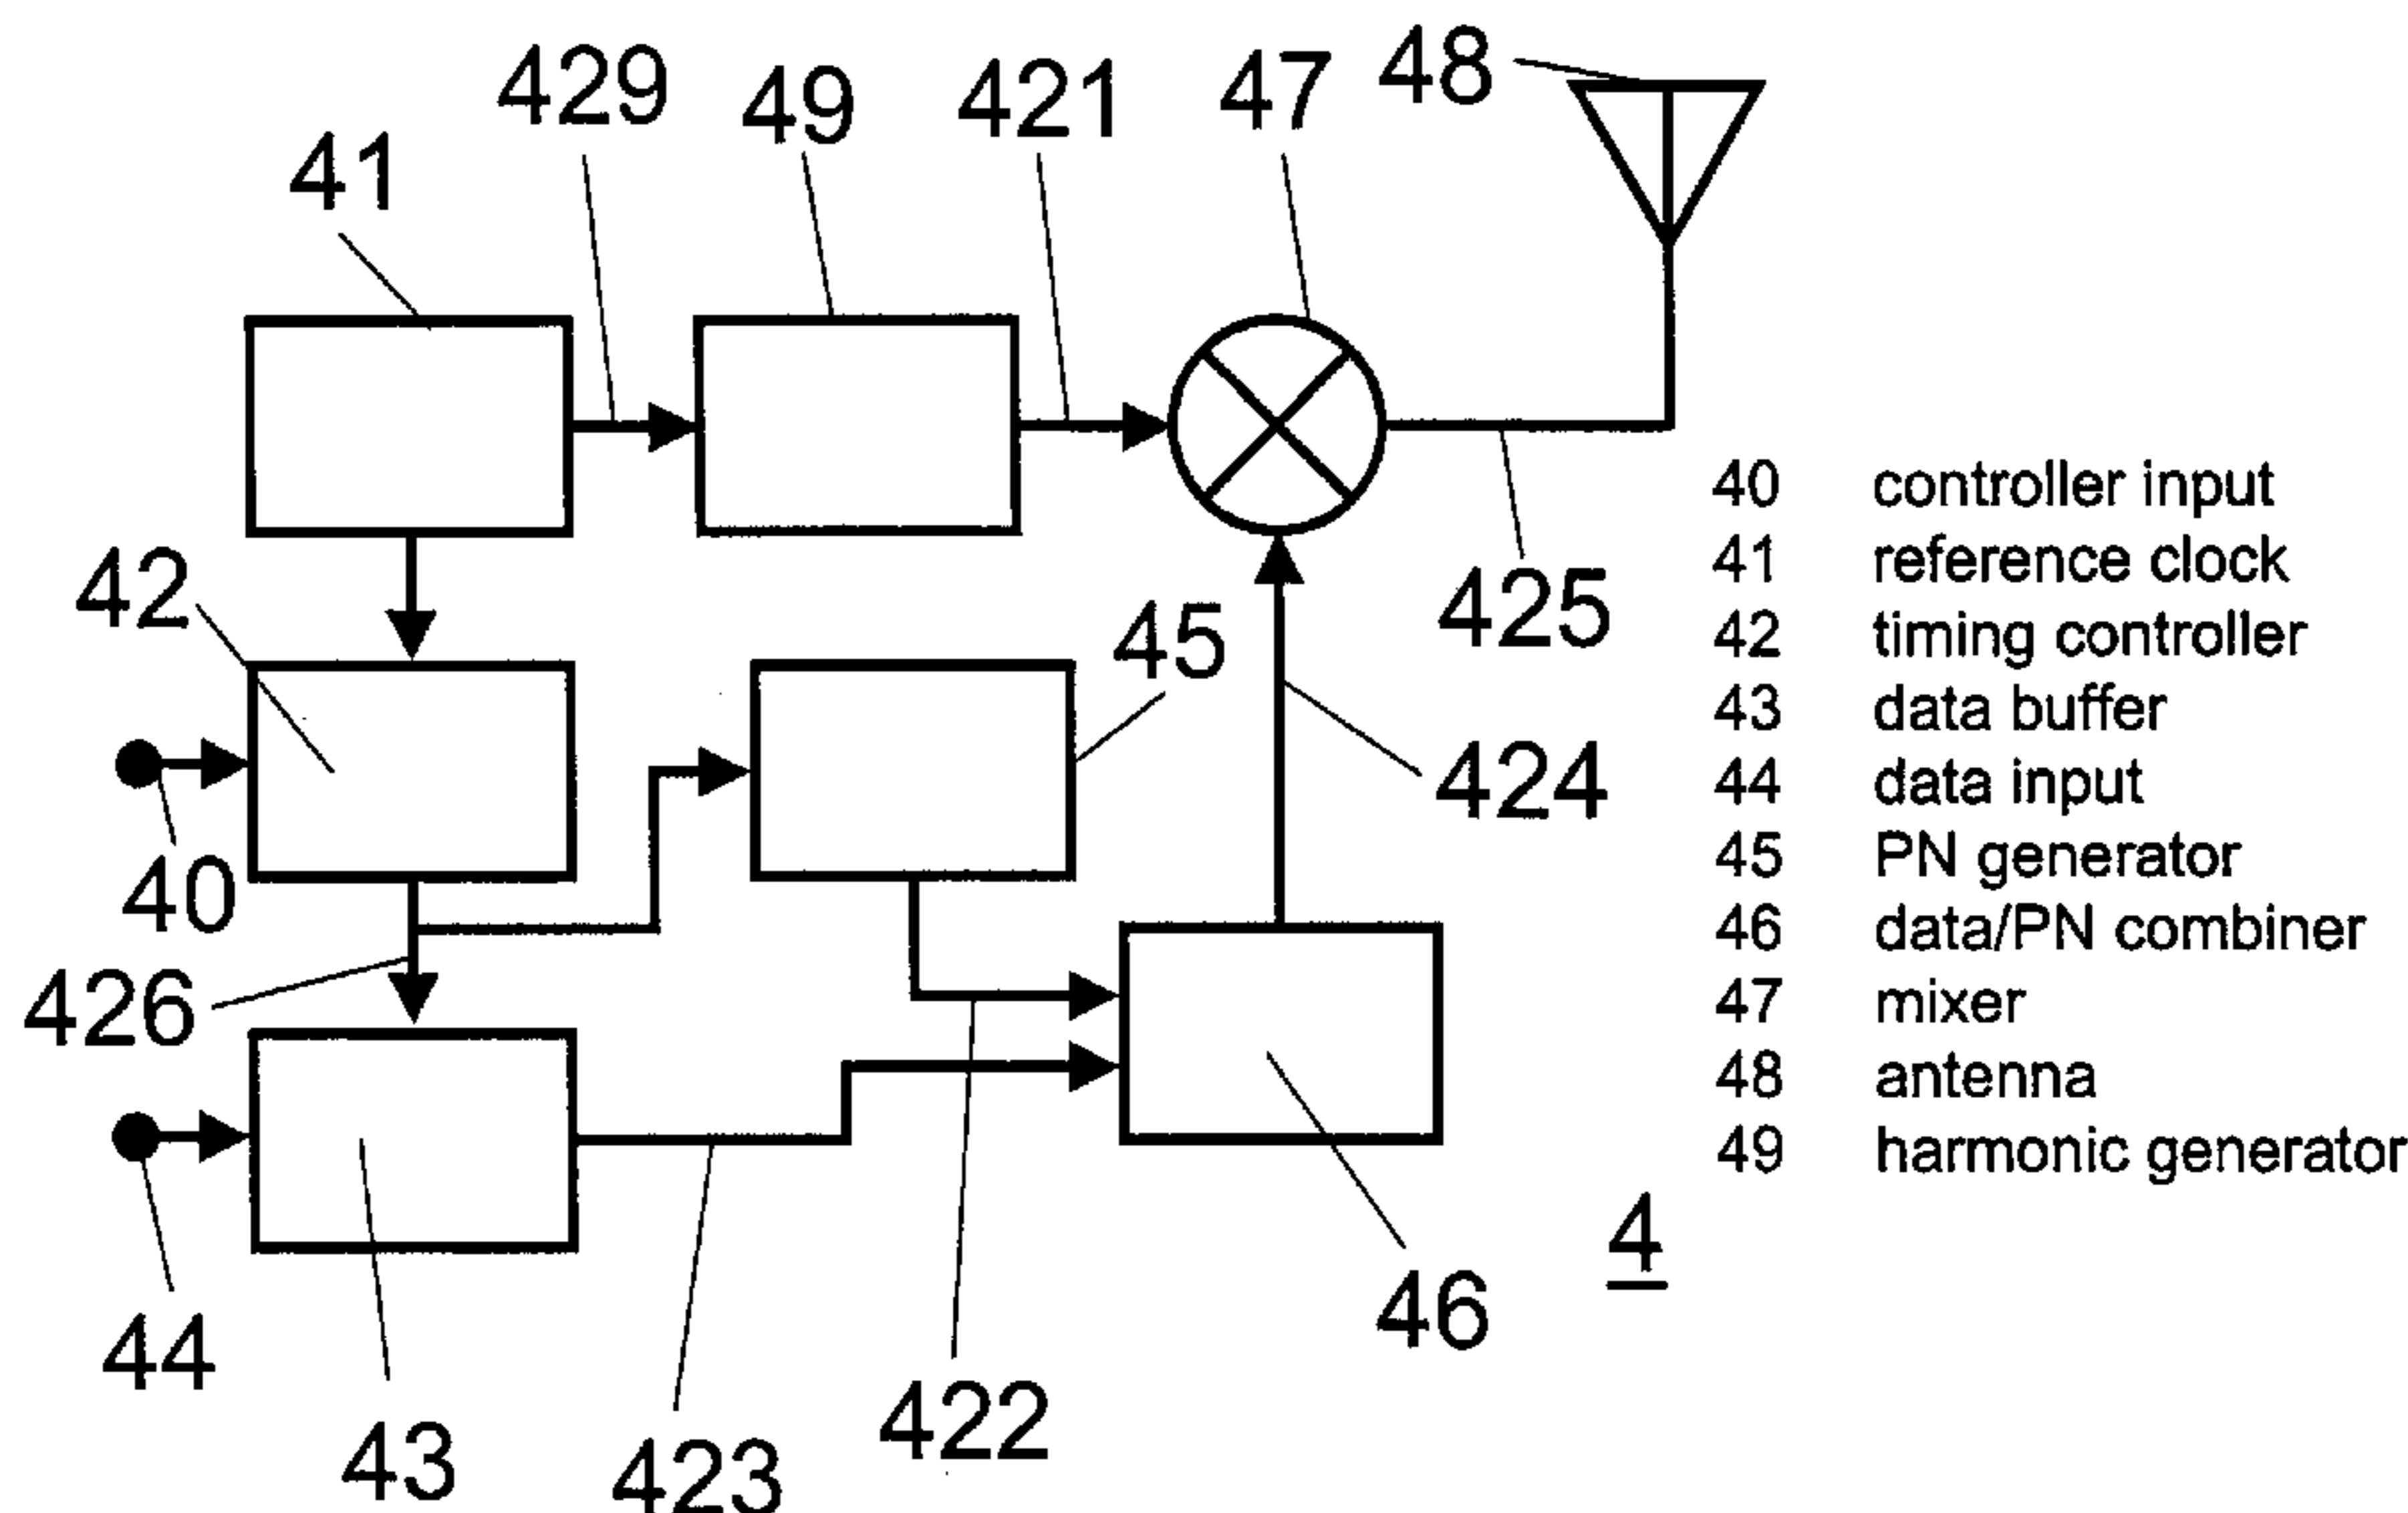 48
47
429
421
49
41
40 controller input
41 reference clock
42 timing controller
43 data buffer
44 data input
45 PN generator
46 data/PN combiner
47 mixer
48 antenna
49 harmonic generator
42
425
45
424
40
426
4
46
44
422
43
423